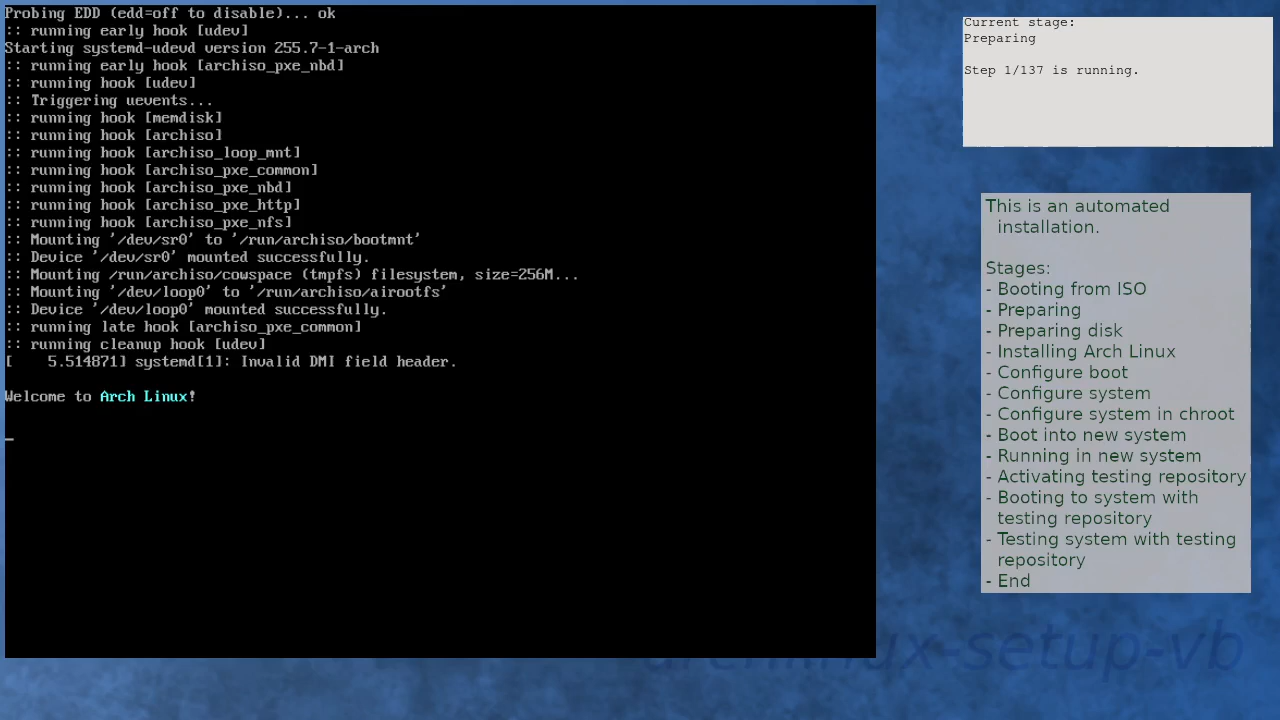 Probing EDD (edd=off to disable)... ok
:: running early hook [udev]
Starting systemd-udevd version 255.7-1-arch
:: running early hook [archiso_pxe_nbd]
:: running hook [udev]
:: Triggering uevents...
:: running hook [memdisk]
:: running hook [archiso]
:: running hook [archiso_loop_mnt]
:: running hook [archiso_pxe_common]
:: running hook [archiso_pxe_nbd]
:: running hook [archiso_pxe_http]
:: running hook [archiso_pxe_nfs]
:: Mounting '/dev/sr0' to '/run/archiso/bootmnt'
:: Device '/dev/sr0' mounted successfully.
:: Mounting /run/archiso/cowspace (tmpfs) filesystem, size=256M...
:: Mounting '/dev/loop0' to '/run/archiso/airootfs'
:: Device '/dev/loop0' mounted successfully.
:: running late hook [archiso_pxe_common]
:: running cleanup hook [udev]
[    5.514871] systemd[1]: Invalid DMI field header.
Welcome to Arch Linux!
Current stage:
Preparing
Step 1/137 is running.
This is an automated
installation.
Stages:
- Booting from ISO
- Preparing
- Preparing disk
- Installing Arch Linux
- Configure boot
- Configure system
- Configure system in chroot
- Boot into new system
- Running in new system
- Activating testing repository
- Booting to system with
testing repository
- Testing system with testing
repository
- End
archlinux-setup-vb